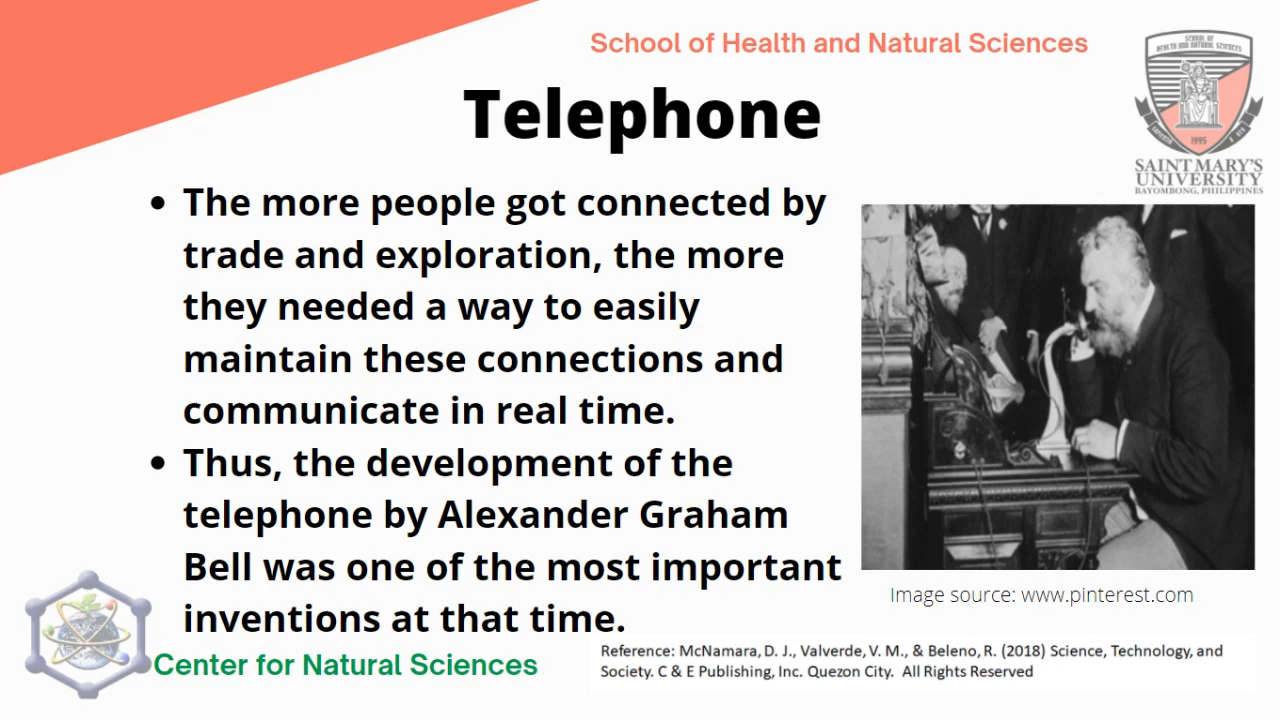 School of Health and Natural Sciences
SCHOOL OF
HEALTH AND NATURAL SCIENCES
1995
SAINT MARY'S
UNIVERSITY
BAYOMBONG, PHILIPPINES
Telephone
• The more people got connected by
trade and exploration, the more
they needed a way to easily
maintain these connections and
communicate in real time.
• Thus, the development of the
telephone by Alexander Graham
Bell was one of the most important
inventions at that time.
Image source: www.pinterest.com
Center for Natural Sciences
Reference: McNamara, D. J., Valverde, V. M., & Beleno, R. (2018) Science, Technology, and
Society. C & E Publishing, Inc. Quezon City. All Rights Reserved